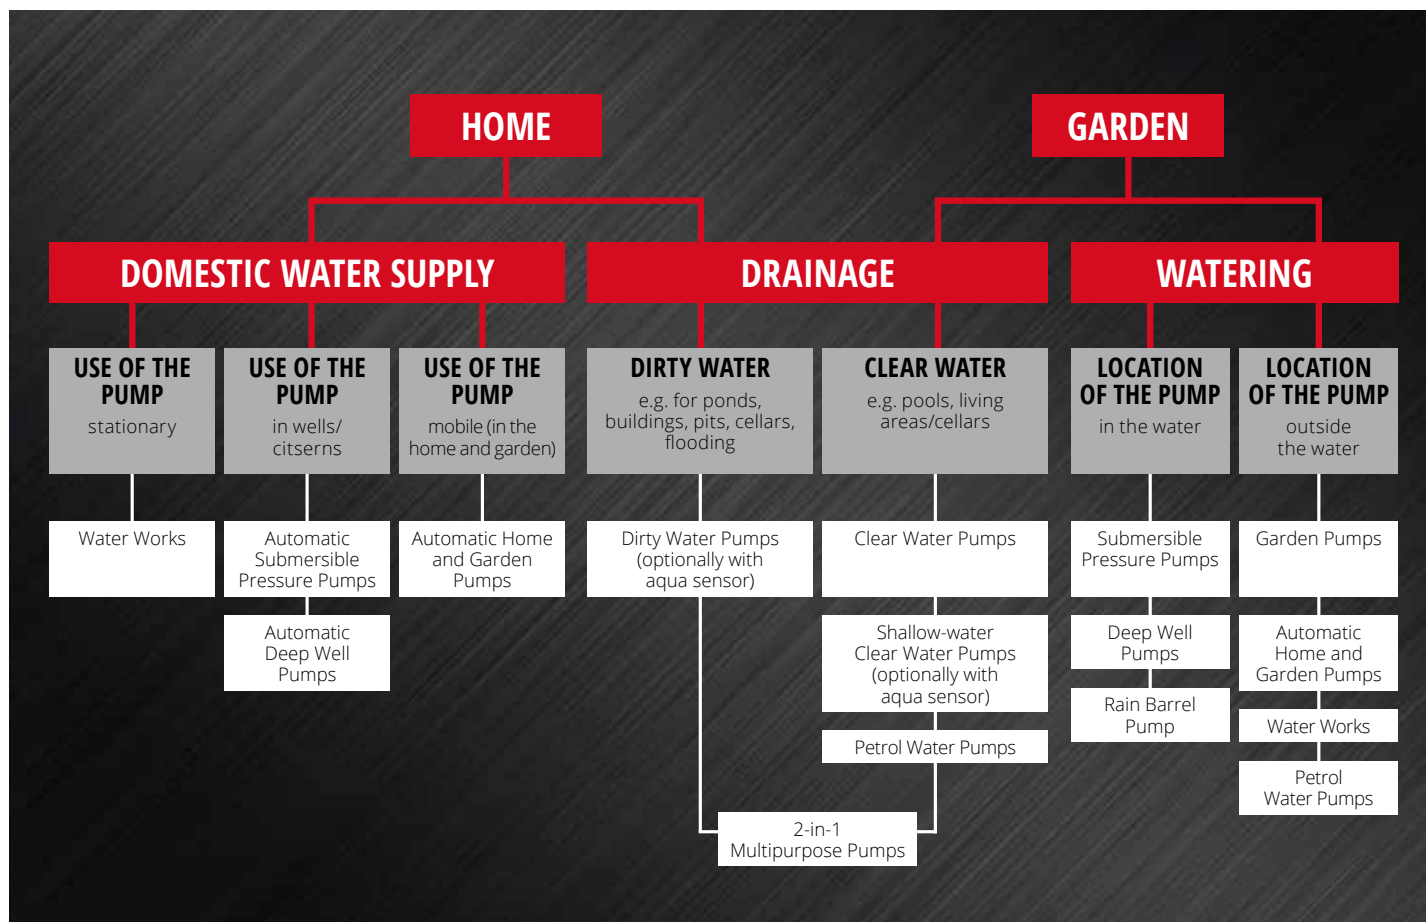 HOME
GARDEN
DOMESTIC WATER SUPPLY
DRAINAGE
WATERING
USE OF THE
PUMP
stationary
USE OF THE
PUMP
in wells/
citserns
USE OF THE
PUMP
mobile (in the
home and garden)
DIRTY WATER
e.g. for ponds,
buildings, pits, cellars,
flooding
CLEAR WATER
e.g. pools, living
areas/cellars
LOCATION
OF THE PUMP
in the water
LOCATION
OF THE PUMP
outside
the water
Water Works
Automatic
Submersible
Pressure Pumps
Automatic Home
and Garden
Pumps
Dirty Water Pumps
(optionally with
aqua sensor)
Clear Water Pumps
Submersible
Pressure Pumps
Garden Pumps
Automatic
Deep Well
Pumps
Shallow-water
Clear Water Pumps
(optionally with
aqua sensor)
Deep Well
Pumps
Automatic
Home and
Garden Pumps
Rain Barrel
Pump
Water Works
Petrol Water Pumps
Petrol
Water Pumps
2-in-1
Multipurpose Pumps